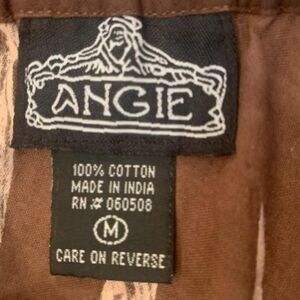 ANGIE
100% COTTON
MADE IN INDIA
RN # 060508
M
CARE ON REVERSE